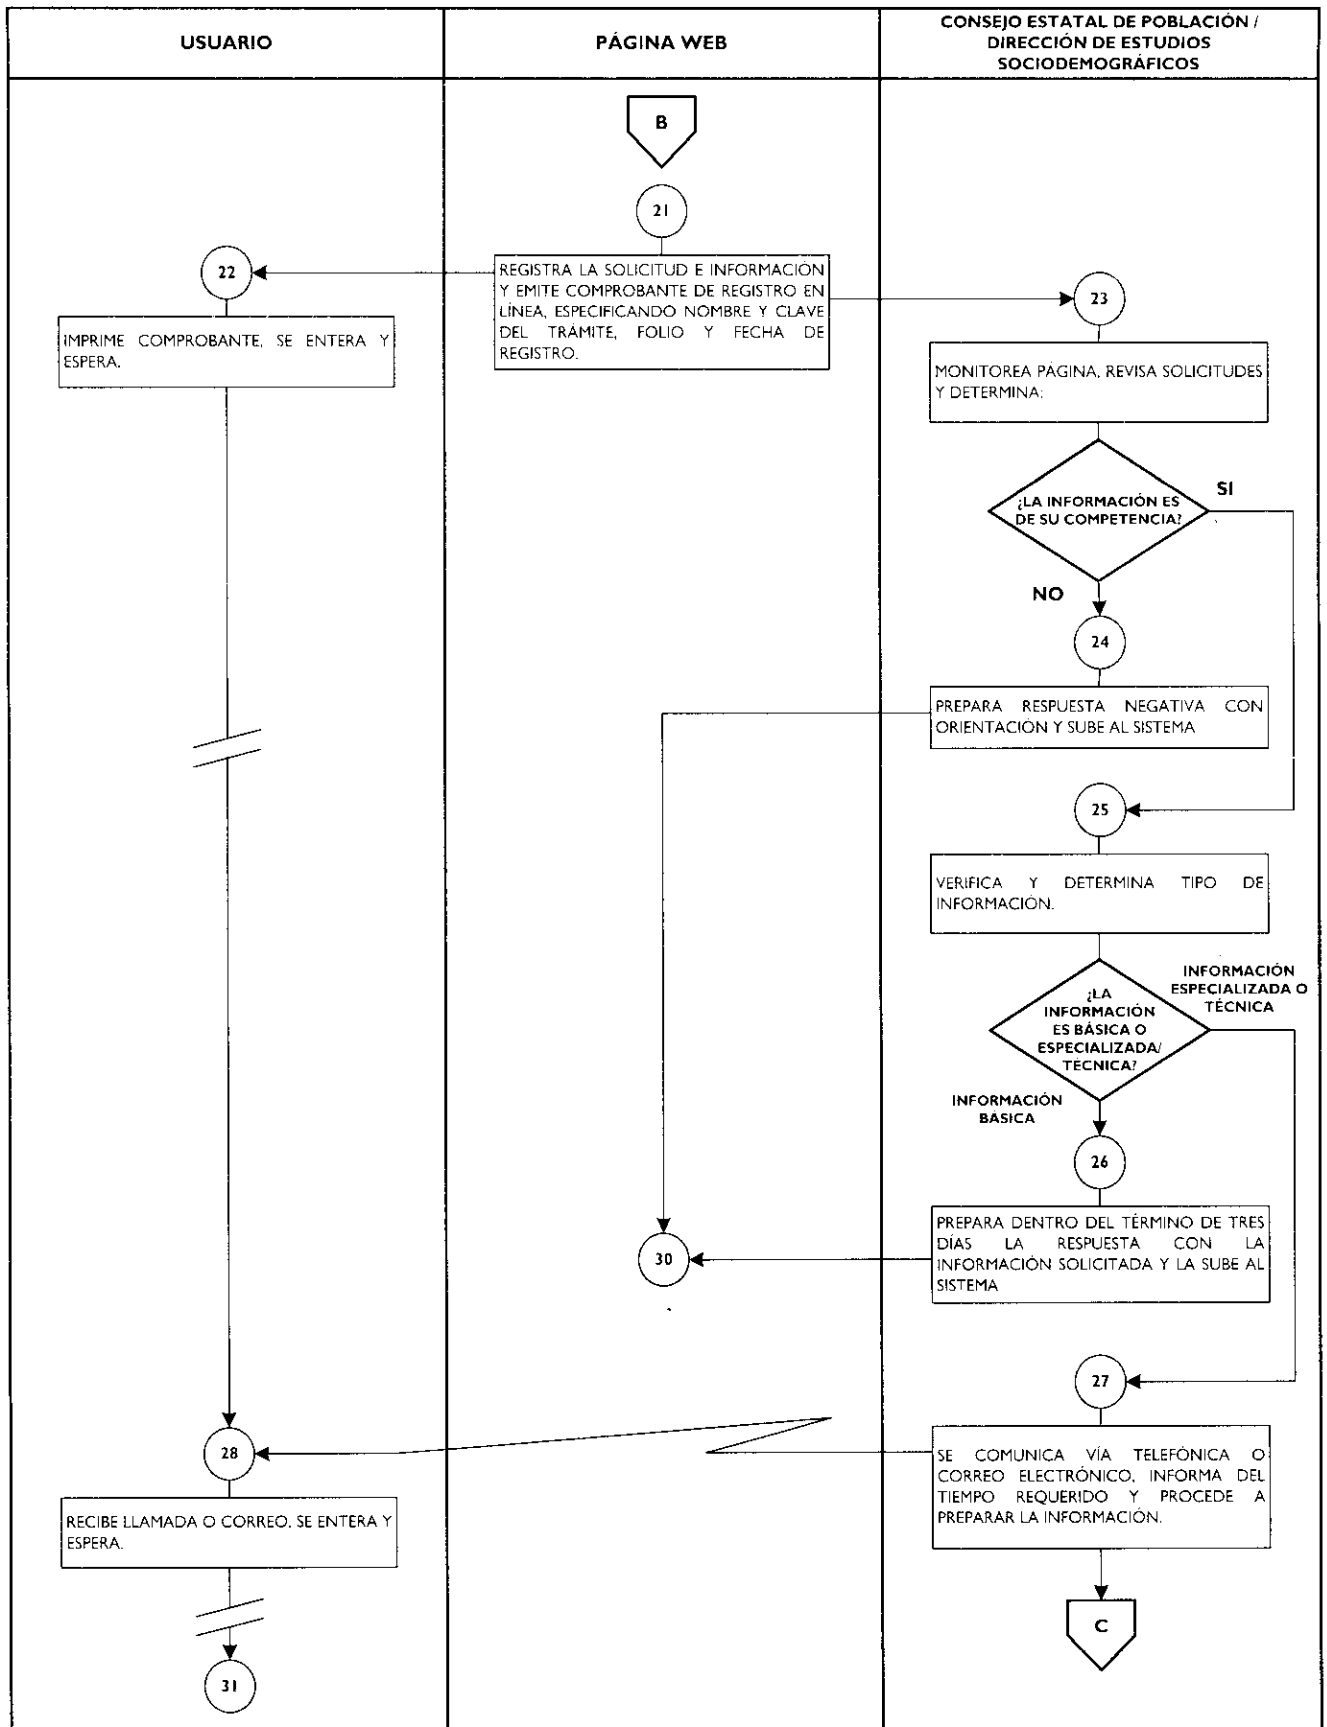 USUARIO
PÁGINA WEB
CONSEJO ESTATAL DE POBLACIÓN /
DIRECCIÓN DE ESTUDIOS
SOCIODEMOGRÁFICOS
B
21
22
REGISTRA LA SOLICITUD E INFORMACIÓN
Y EMITE COMPROBANTE DE REGISTRO EN
LÍNEA, ESPECIFICANDO NOMBRE Y CLAVE
DEL TRÁMITE, FOLIO Y FECHA DE
REGISTRO.
23
IMPRIME COMPROBANTE, SE ENTERA Y
ESPERA.
MONITOREA PÁGINA, REVISA SOLICITUDES
Y DETERMINA:
¿LA INFORMACIÓN ES
DE SU COMPETENCIA?
SI
NO
24
PREPARA RESPUESTA NEGATIVA CON
ORIENTACIÓN Y SUBE AL SISTEMA
25
VERIFICA Y DETERMINA TIPO DE
INFORMACIÓN.
¿LA
INFORMACIÓN
ES BÁSICA O
ESPECIALIZADA/
TÉCNICA?
INFORMACIÓN
ESPECIALIZADA O
TÉCNICA
INFORMACIÓN
BÁSICA
26
PREPARA DENTRO DEL TÉRMINO DE TRES
DÍAS LA RESPUESTA CON LA
INFORMACIÓN SOLICITADA Y LA SUBE AL
SISTEMA
30
27
28
SE COMUNICA VÍA TELEFÓNICA O
CORREO ELECTRÓNICO, INFORMA DEL
TIEMPO REQUERIDO Y PROCEDE A
PREPARAR LA INFORMACIÓN.
RECIBE LLAMADA O CORREO, SE ENTERA Y
ESPERA.
C
31